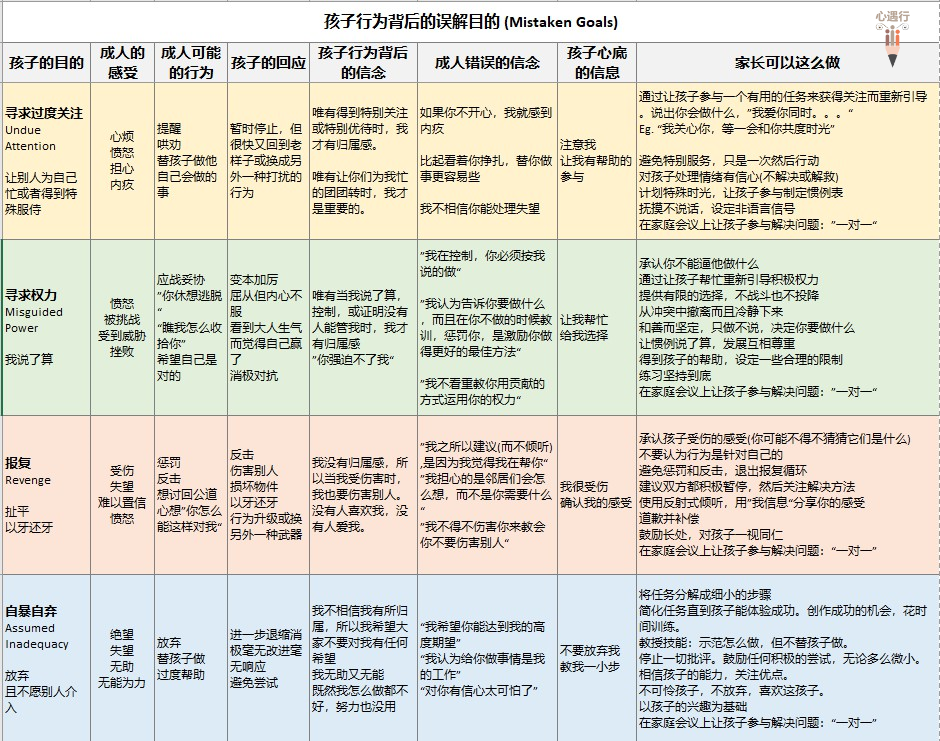 孩子行为背后的误解目的 (Mistaken Goals)
心遇行
孩子的目的
成人的
感受
成人可能
的行为
孩子的回应
孩子行为背后
的信念
成人错误的信念
孩子心底
的信息
家长可以这么做
寻求过度关注
Undue
Attention
让别人为自己
忙或者得到特
殊服侍
心烦
愤怒
担心
内疚
提醒
哄劝
替孩子做他
自己会做的
事
暂时停止，但
很快又回到老
样子或换成另
外一种打扰的
行为
唯有得到特别关注
或特别优待时，我
才有归属感。
唯有让你们为我忙
的团团转时，我才
是重要的。
如果你不开心，我就感到
内疚
比起看着你挣扎，替你做
事更容易些
我不相信你能处理失望
注意我
让我有帮助的
参与
通过让孩子参与一个有用的任务来获得关注而重新引导
。说出你会做什么，“我爱你同时。。。“
Eg. “我关心你，等一会和你共度时光”
避免特别服务，只是一次然后行动
对孩子处理情绪有信心(不解决或解救)
计划特殊时光，让孩子参与制定惯例表
抚摸不说话，设定非语言信号
在家庭会议上让孩子参与解决问题：”一对一“
寻求权力
Misguided
Power
我说了算
愤怒
被挑战
受到威胁
挫败
应战妥协
”你休想逃脱
“
”瞧我怎么收
拾你”
希望自己是
对的
变本加厉
屈从但内心不
服
看到大人生气
而觉得自己赢
了
消极对抗
唯有当我说了算，
控制，或证明没有
人能管我时，我才
有归属感
”你强迫不了我“
”我在控制，你必须按我
说的做“
”我认为告诉你要做什么
，而且在你不做的时候教
训，惩罚你，是激励你做
得更好的最佳方法“
”我不看重教你用贡献的
方式运用你的权力“
让我帮忙
给我选择
承认你不能逼他做什么
通过让孩子帮忙重新引导积极权力
提供有限的选择，不战斗也不投降
从冲突中撤离而且冷静下来
和善而坚定，只做不说，决定你要做什么
让惯例说了算，发展互相尊重
得到孩子的帮助，设定一些合理的限制
练习坚持到底
在家庭会议上让孩子参与解决问题：”一对一“
报复
Revenge
扯平
以牙还牙
受伤
失望
难以置信
愤怒
惩罚
反击
想讨回公道
心想”你怎么
能这样对我“
反击
伤害别人
损坏物件
以牙还牙
行为升级或换
另外一种武器
我没有归属感，所
以当我受伤害时，
我也要伤害别人。
没有人喜欢我，没
有人爱我。
”我之所以建议(而不倾听)
,是因为我觉得我在帮你“
”我担心的是邻居们会怎
么想，而不是你需要什么
“
”我不得不伤害你来教会
你不要伤害别人“
我很受伤
确认我的感受
承认孩子受伤的感受(你可能不得不猜猜它们是什么)
不要认为行为是针对自己的
避免惩罚和反击，退出报复循环
建议双方都积极暂停，然后关注解决方法
使用反射式倾听，用”我信息“分享你的感受
道歉并补偿
鼓励长处，对孩子一视同仁
在家庭会议上让孩子参与解决问题：“一对一”
自暴自弃
Assumed
Inadequacy
放弃
且不愿别人介
入
绝望
失望
无助
无能为力
放弃
替孩子做
过度帮助
进一步退缩消
极毫无改进毫
无响应
避免尝试
我不相信我有所归
属，所以我希望大
家不要对我有任何
希望
我无助又无能
既然我怎么做都不
好，努力也没用
“我希望你能达到我的高
度期望”
“我认为给你做事情是我
的工作”
“对你有信心太可怕了”
不要放弃我
教我一小步
将任务分解成细小的步骤
简化任务直到孩子能体验成功。创作成功的机会，花时
间训练。
教授技能：示范怎么做，但不替孩子做。
停止一切批评。鼓励任何积极的尝试，无论多么微小。
相信孩子的能力，关注优点。
不可怜孩子，不放弃，喜欢这孩子。
以孩子的兴趣为基础
在家庭会议上让孩子参与解决问题：“一对一”